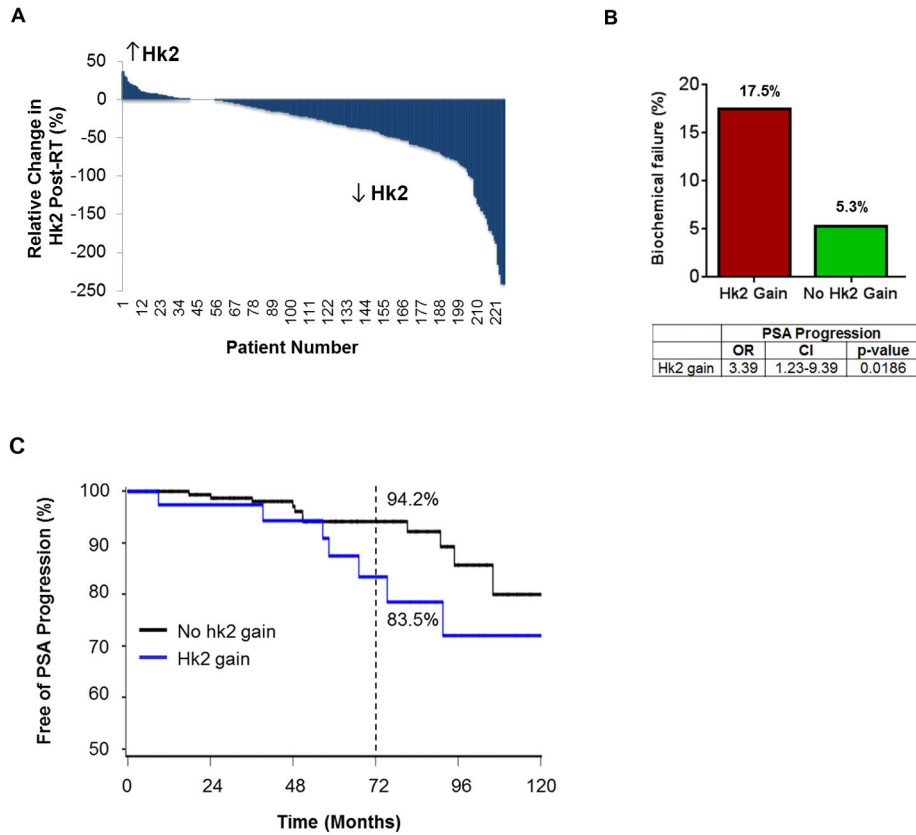 A
↑Hk2
Relative Change in
Hk2 Post-RT (%)
50
0
-50
-100
-150
-200
-250
↓ Hk2
1
12
23
34
45
56
67
78
89
100
111
122
133
144
155
166
177
188
199
210
221
Patient Number
B
Biochemical failure (%)
20
15
10
5
0
17.5%
5.3%
Hk2 Gain
No Hk2 Gain
PSA Progression
OR CI p-value
Hk2 gain 3.39 1.23-9.39 0.0186
C
Free of PSA Progression (%)
100
90
80
70
60
50
94.2%
83.5%
No hk2 gain
Hk2 gain
0 24 48 72 96 120
Time (Months)